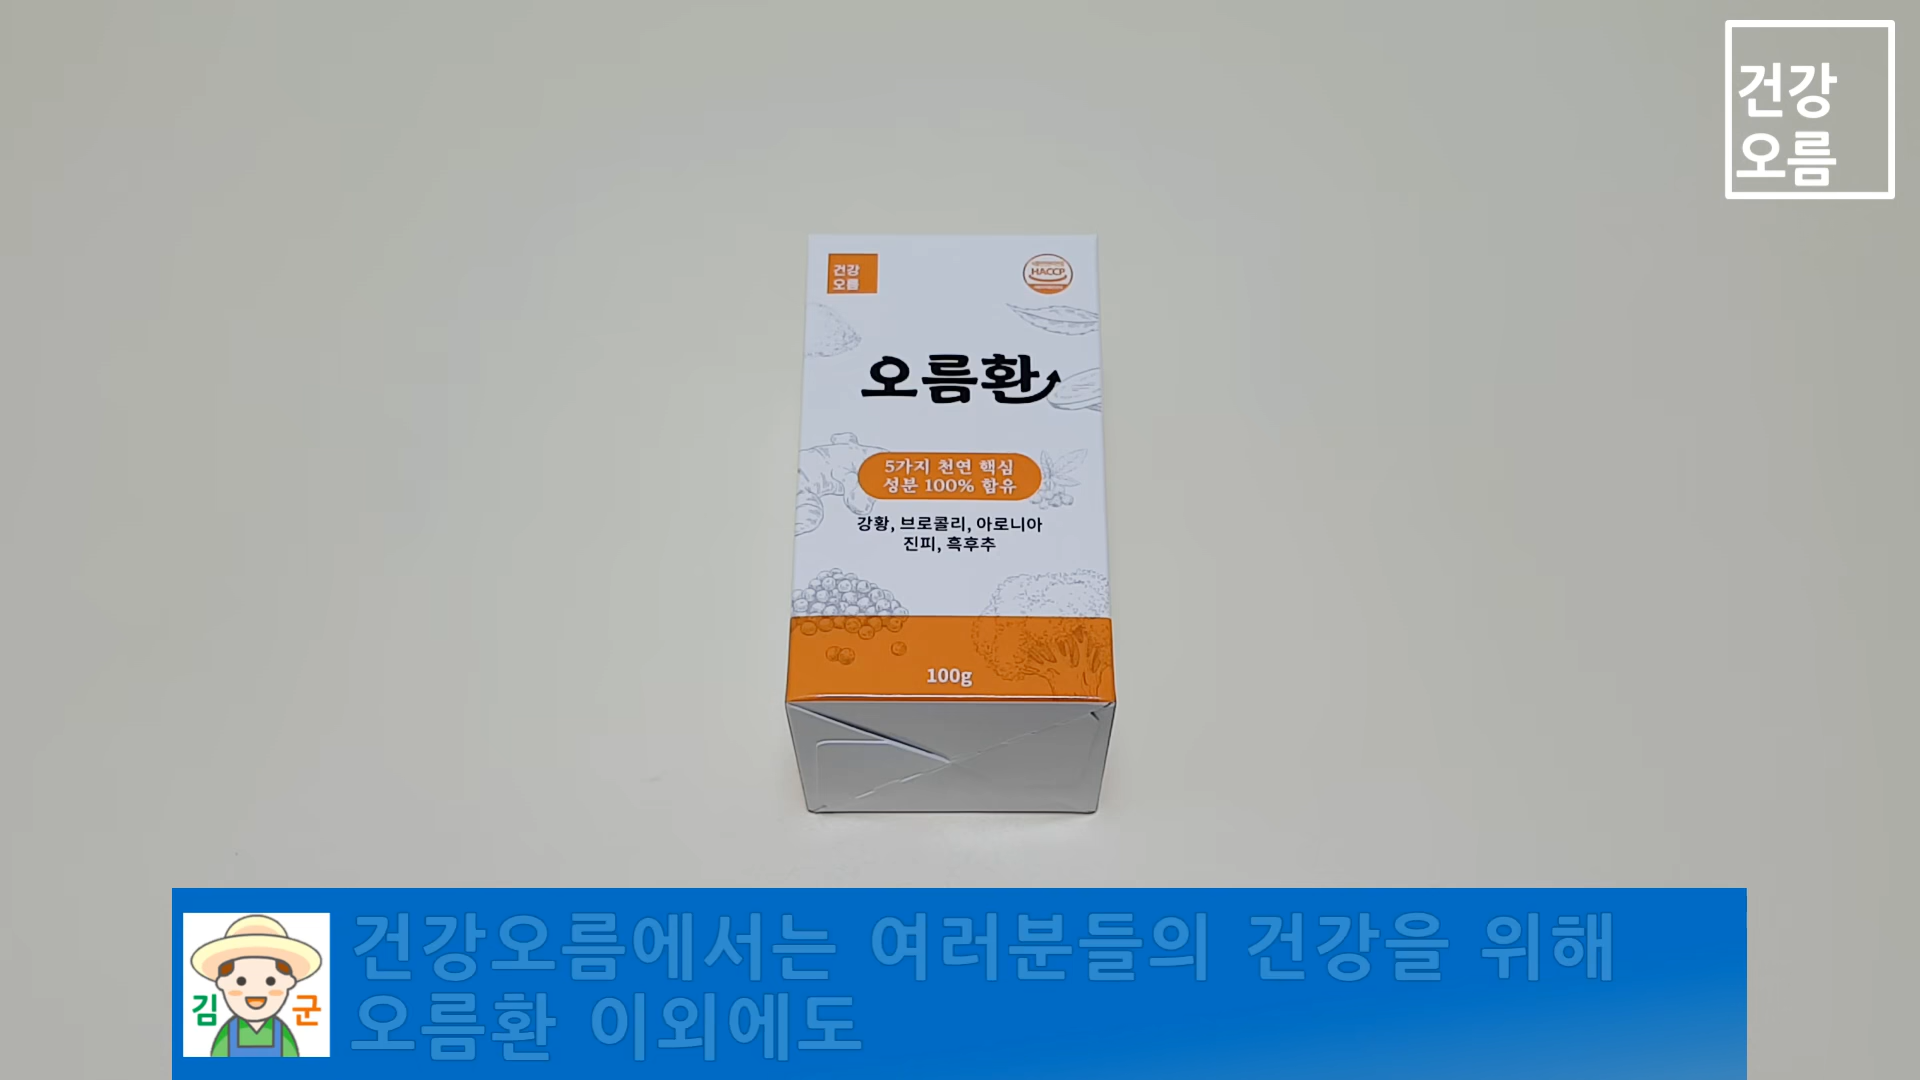 건강
오름
건강
오름
HACCP
오름환
5가지 천연 핵심
성분 100% 함유
강황, 브로콜리, 아로니아
진피, 흑후추
100g
김 군
건강오름에서는 여러분들의 건강을 위해
오름환 이외에도